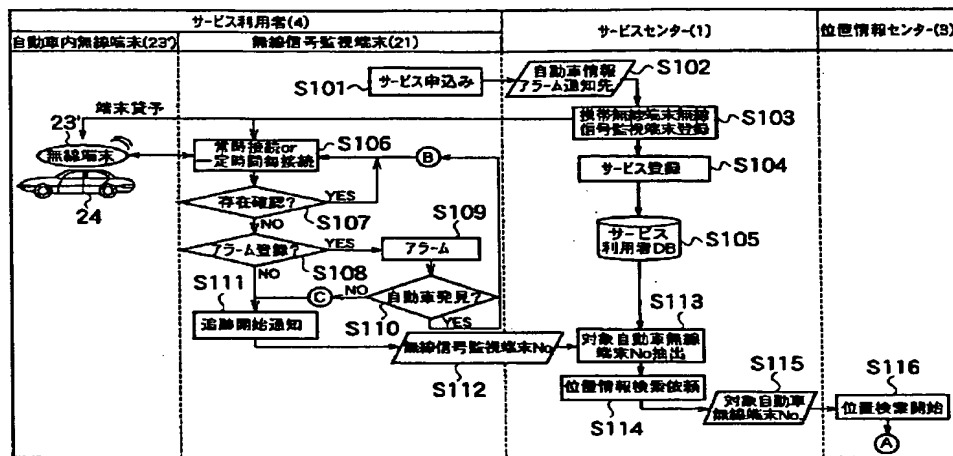 サービス利用者(4)
サービスセンター(1)
位置情報センター(3)
自動車内無線端末(23')
無線信号監視端末(21)
S101
サービス申込み
自動車情報
アラーム通知先
S102
端末貸予
携帯無線端末無線
信号監視端末登録
S103
23'
無線端末
24
常時接続or
一定時間毎接続
S106
B
サービス登録
S104
存在確認?
YES
S107
NO
サービス
利用者DB
S105
アラーム登録?
YES
S108
NO
S109
アラーム
S111
C
NO
自動車発見?
S110
YES
追跡開始通知
S113
無線信号監視端末No
S112
対象自動車無線
端末No抽出
位置情報検索依頼
S114
S115
対象自動車
無線端末No.
S116
位置検索開始
A